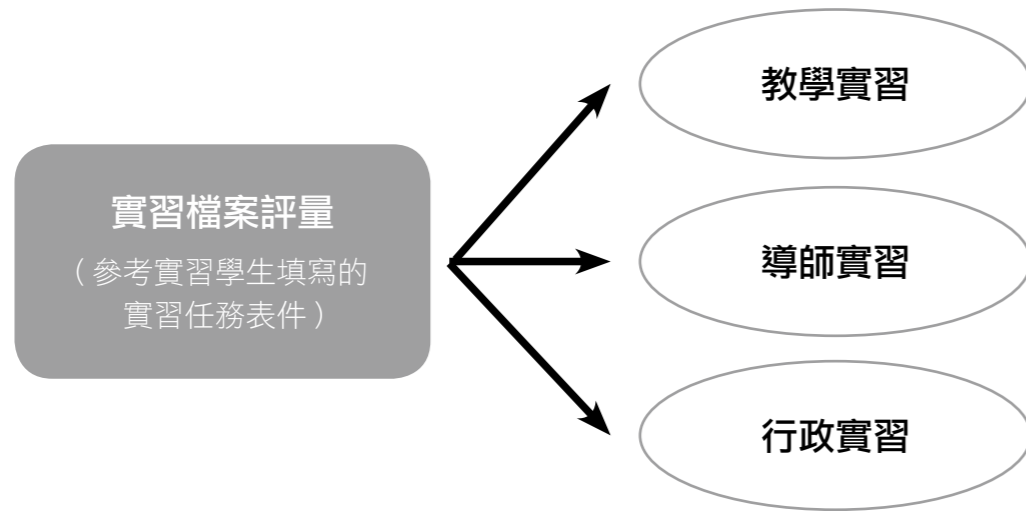 實習檔案評量
（參考實習學生填寫的
實習任務表件）
教學實習
導師實習
行政實習